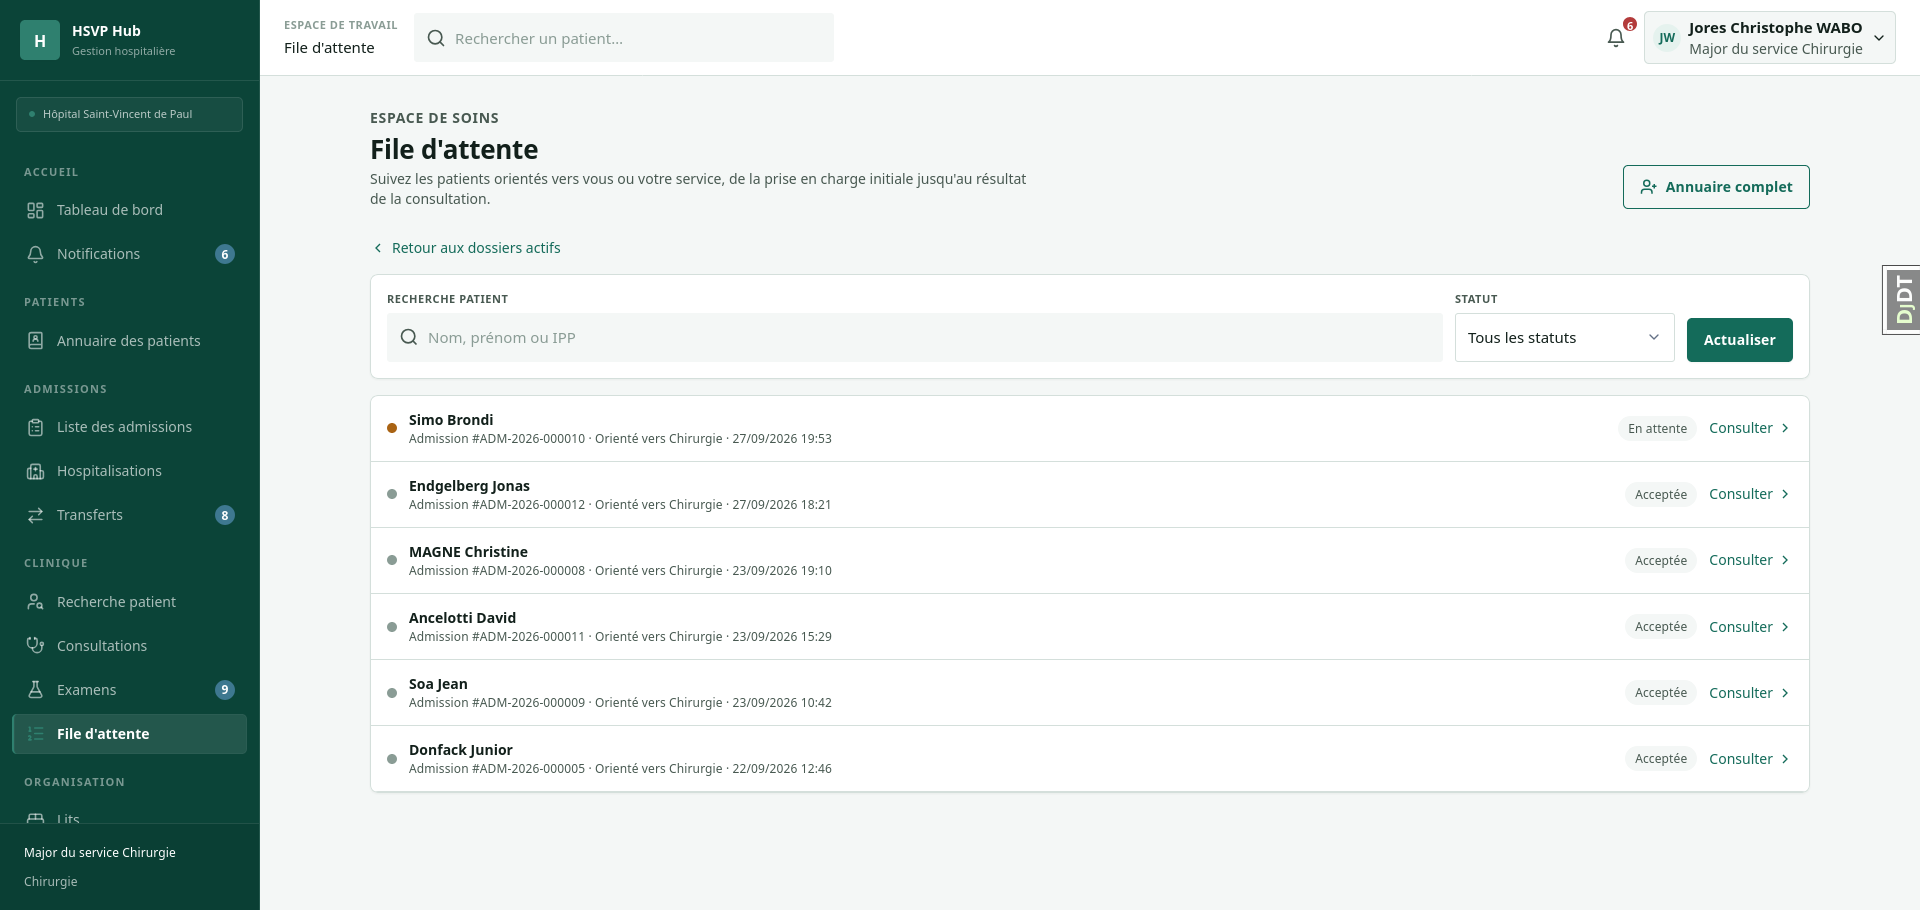 H
HSVP Hub
Gestion hospitalière
Hôpital Saint-Vincent de Paul
ACCUEIL
Tableau de bord
Notifications 6
PATIENTS
Annuaire des patients
ADMISSIONS
Liste des admissions
Hospitalisations
Transferts 8
CLINIQUE
Recherche patient
Consultations
Examens 9
File d'attente
ORGANISATION
Lits
Major du service Chirurgie
Chirurgie
ESPACE DE TRAVAIL
File d'attente
Rechercher un patient...
6
JW
Jores Christophe WABO
Major du service Chirurgie
ESPACE DE SOINS
File d'attente
Suivez les patients orientés vers vous ou votre service, de la prise en charge initiale jusqu'au résultat
de la consultation.
Annuaire complet
Retour aux dossiers actifs
RECHERCHE PATIENT
Nom, prénom ou IPP
STATUT
Tous les statuts
Actualiser
Simo Brondi
Admission #ADM-2026-000010 · Orienté vers Chirurgie · 27/09/2026 19:53
En attente Consulter
Endgelberg Jonas
Admission #ADM-2026-000012 · Orienté vers Chirurgie · 27/09/2026 18:21
Acceptée Consulter
MAGNE Christine
Admission #ADM-2026-000008 · Orienté vers Chirurgie · 23/09/2026 19:10
Acceptée Consulter
Ancelotti David
Admission #ADM-2026-000011 · Orienté vers Chirurgie · 23/09/2026 15:29
Acceptée Consulter
Soa Jean
Admission #ADM-2026-000009 · Orienté vers Chirurgie · 23/09/2026 10:42
Acceptée Consulter
Donfack Junior
Admission #ADM-2026-000005 · Orienté vers Chirurgie · 22/09/2026 12:46
Acceptée Consulter
DjDT